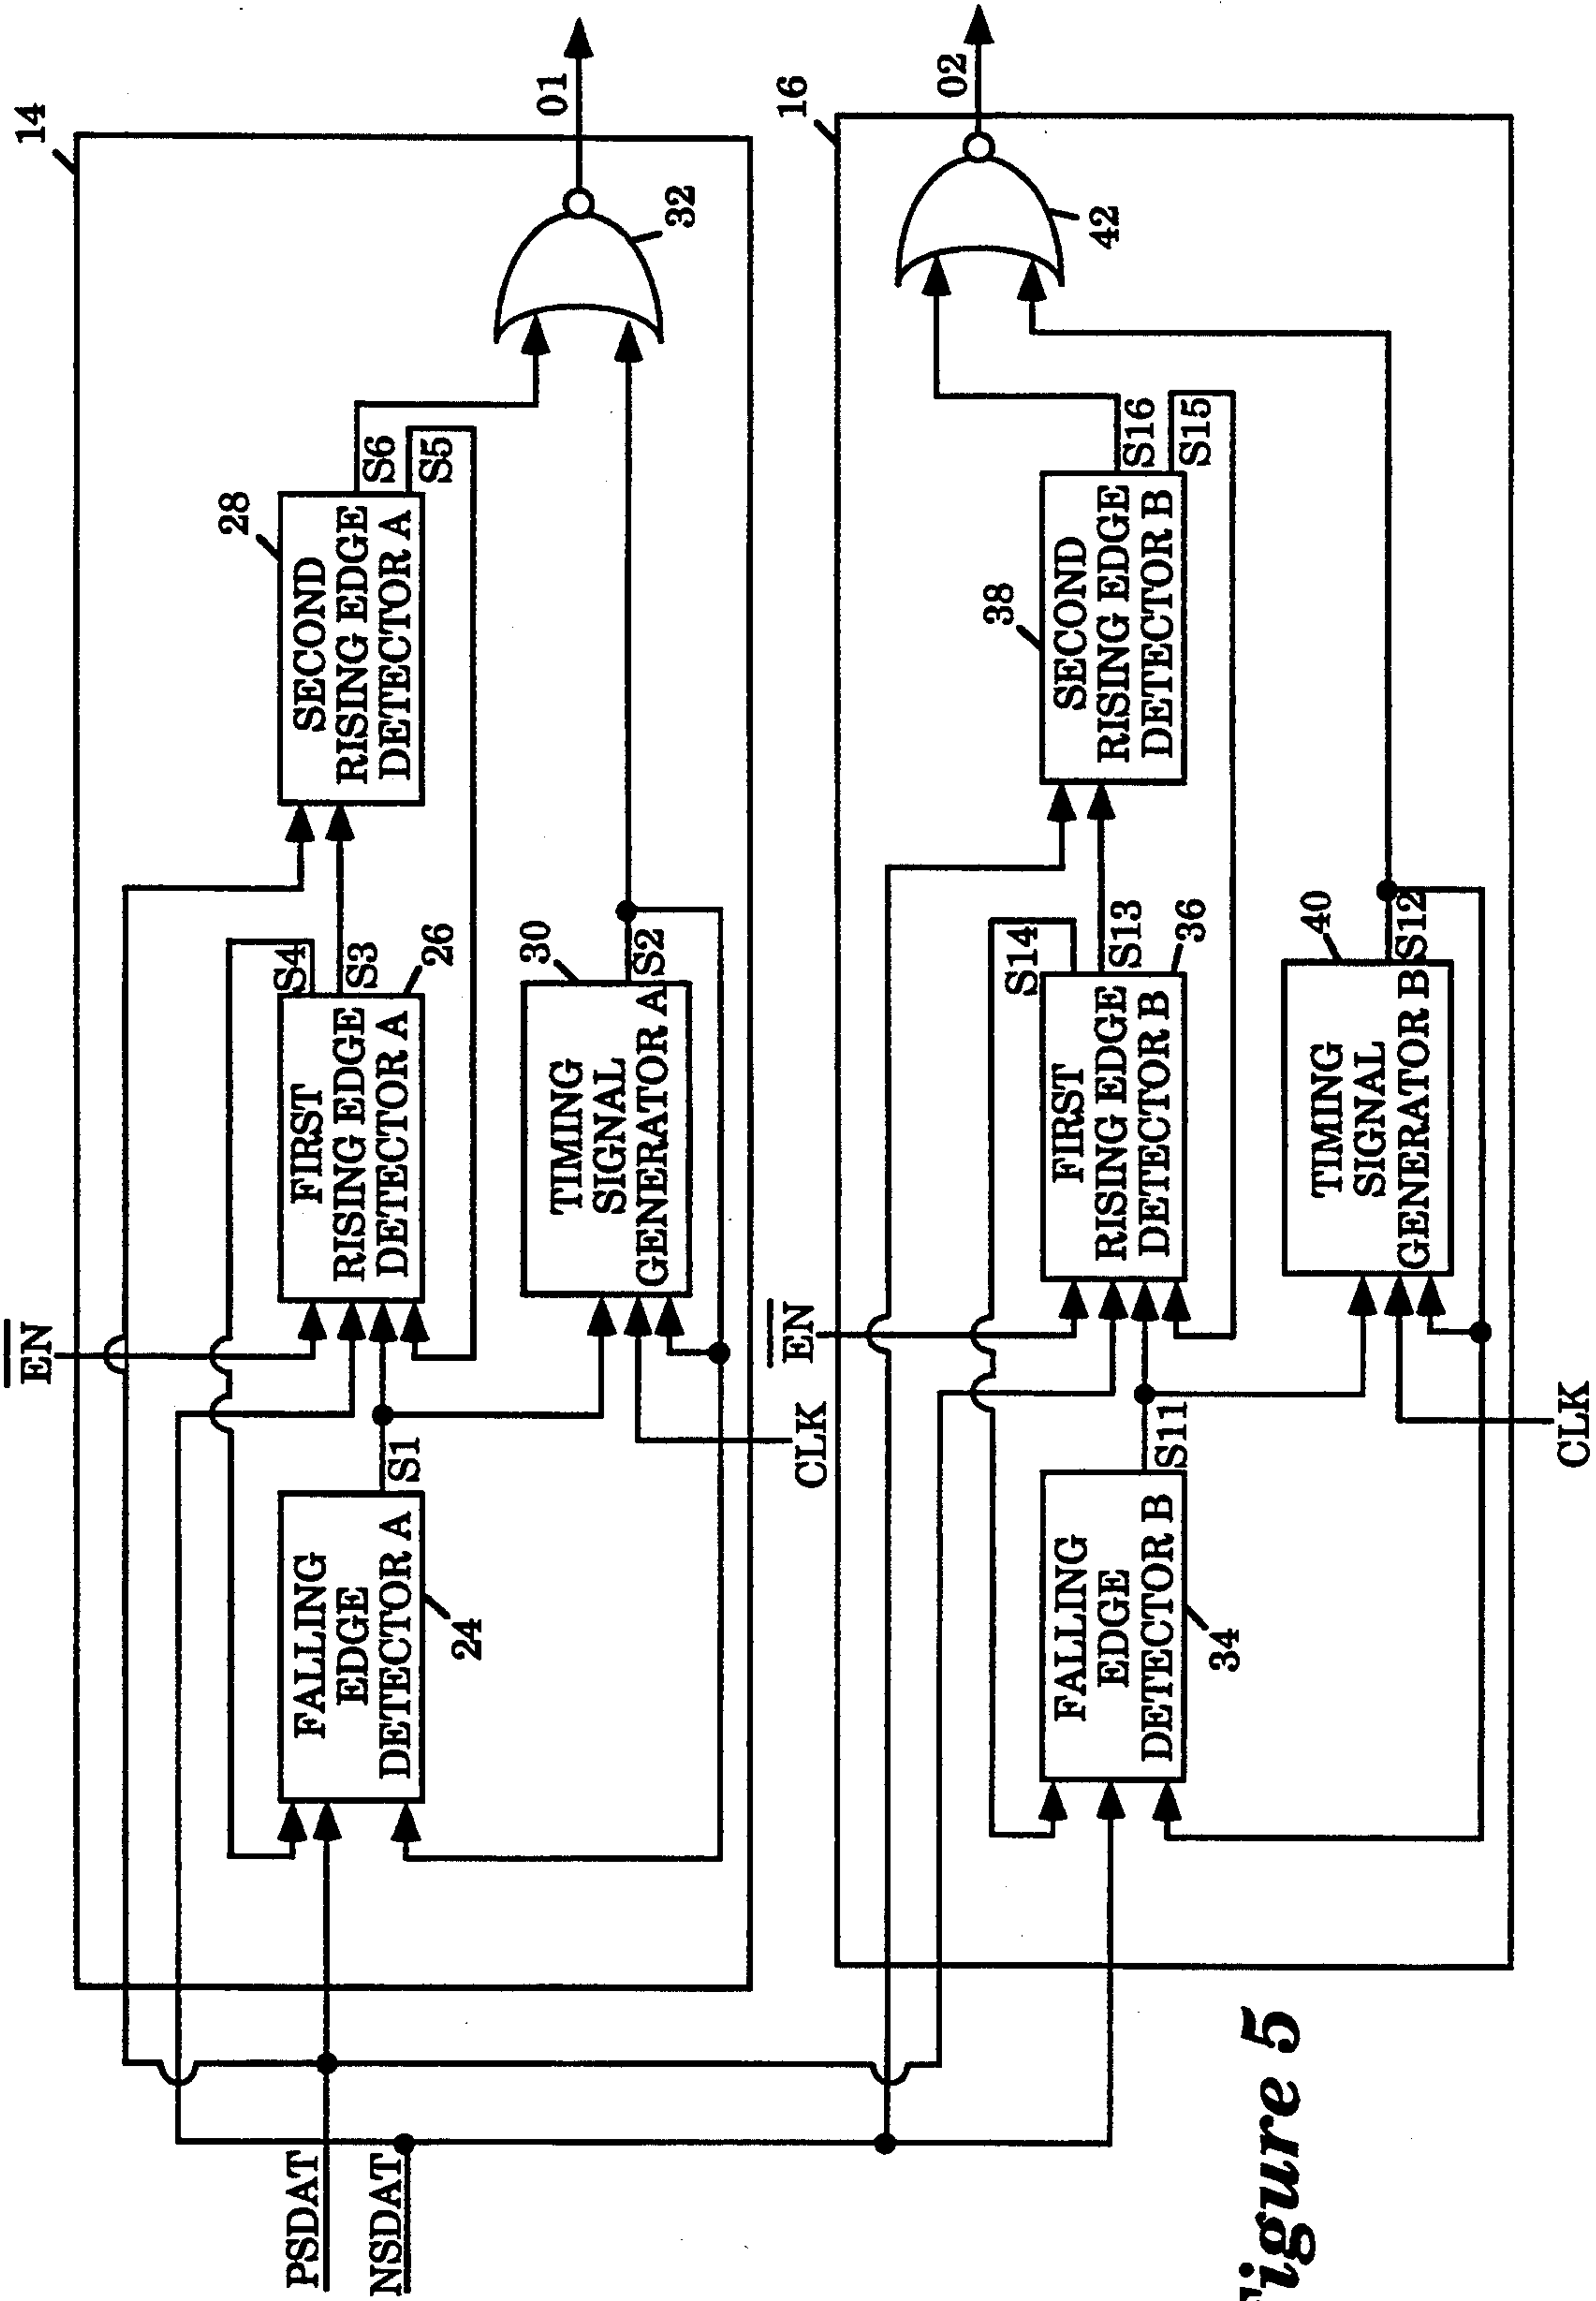 14
O1
EN
28
SECOND
RISING EDGE
DETECTOR A
S6
S5
32
S4
S3
FIRST
RISING EDGE
DETECTOR A
26
30
TIMING
SIGNAL
GENERATOR A
S2
FALLING
EDGE
DETECTOR A
S1
24
CLK
PSDAT
NSDAT
16
O2
EN
38
SECOND
RISING EDGE
DETECTOR B
S16
S15
42
S14
S13
FIRST
RISING EDGE
DETECTOR B
36
40
TIMING
SIGNAL
GENERATOR B
S12
FALLING
EDGE
DETECTOR B
S11
34
CLK
Figure 5